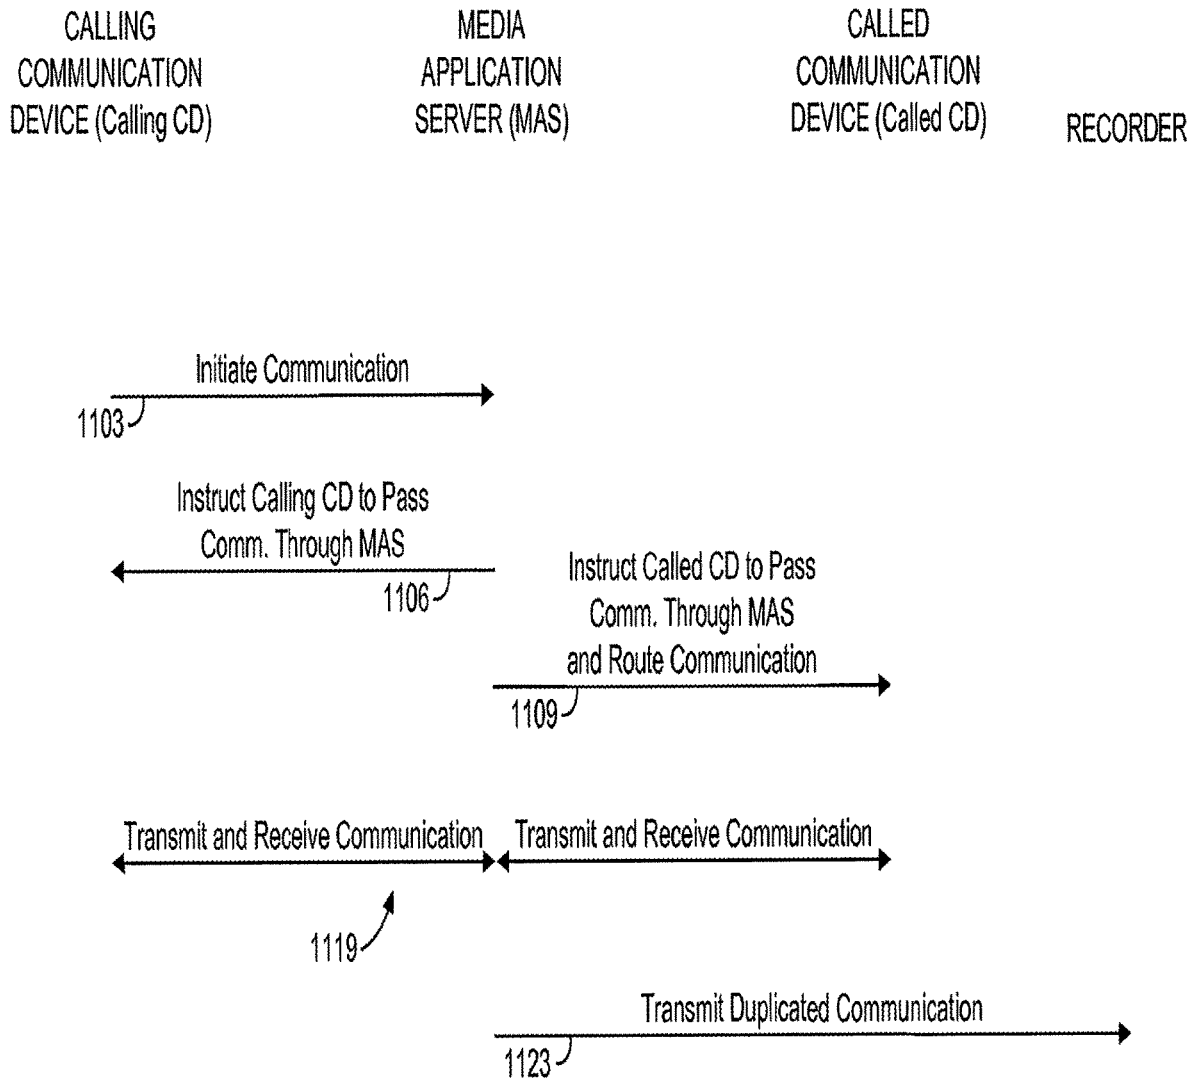 CALLING
COMMUNICATION
DEVICE (Calling CD)
MEDIA
APPLICATION
SERVER (MAS)
CALLED
COMMUNICATION
DEVICE (Called CD)
RECORDER
Initiate Communication
1103
Instruct Calling CD to Pass
Comm. Through MAS
1106
Instruct Called CD to Pass
Comm. Through MAS
and Route Communication
1109
Transmit and Receive Communication
Transmit and Receive Communication
1119
Transmit Duplicated Communication
1123